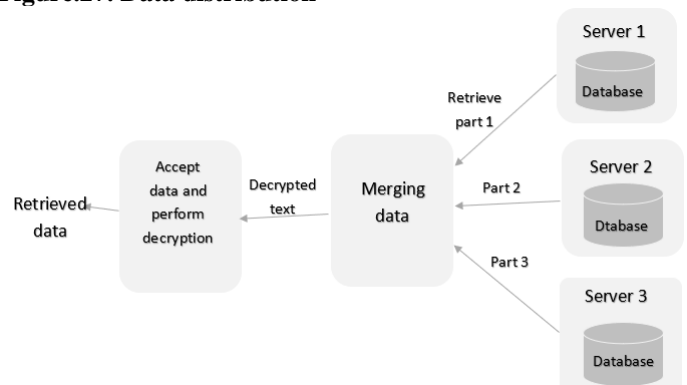 Data distribution
Server 1
Database
Retrieve
part 1
Server 2
Dtabase
Part 2
Merging
data
Accept
data and
perform
decryption
Decrypted
text
Retrieved
data
Part 3
Server 3
Database